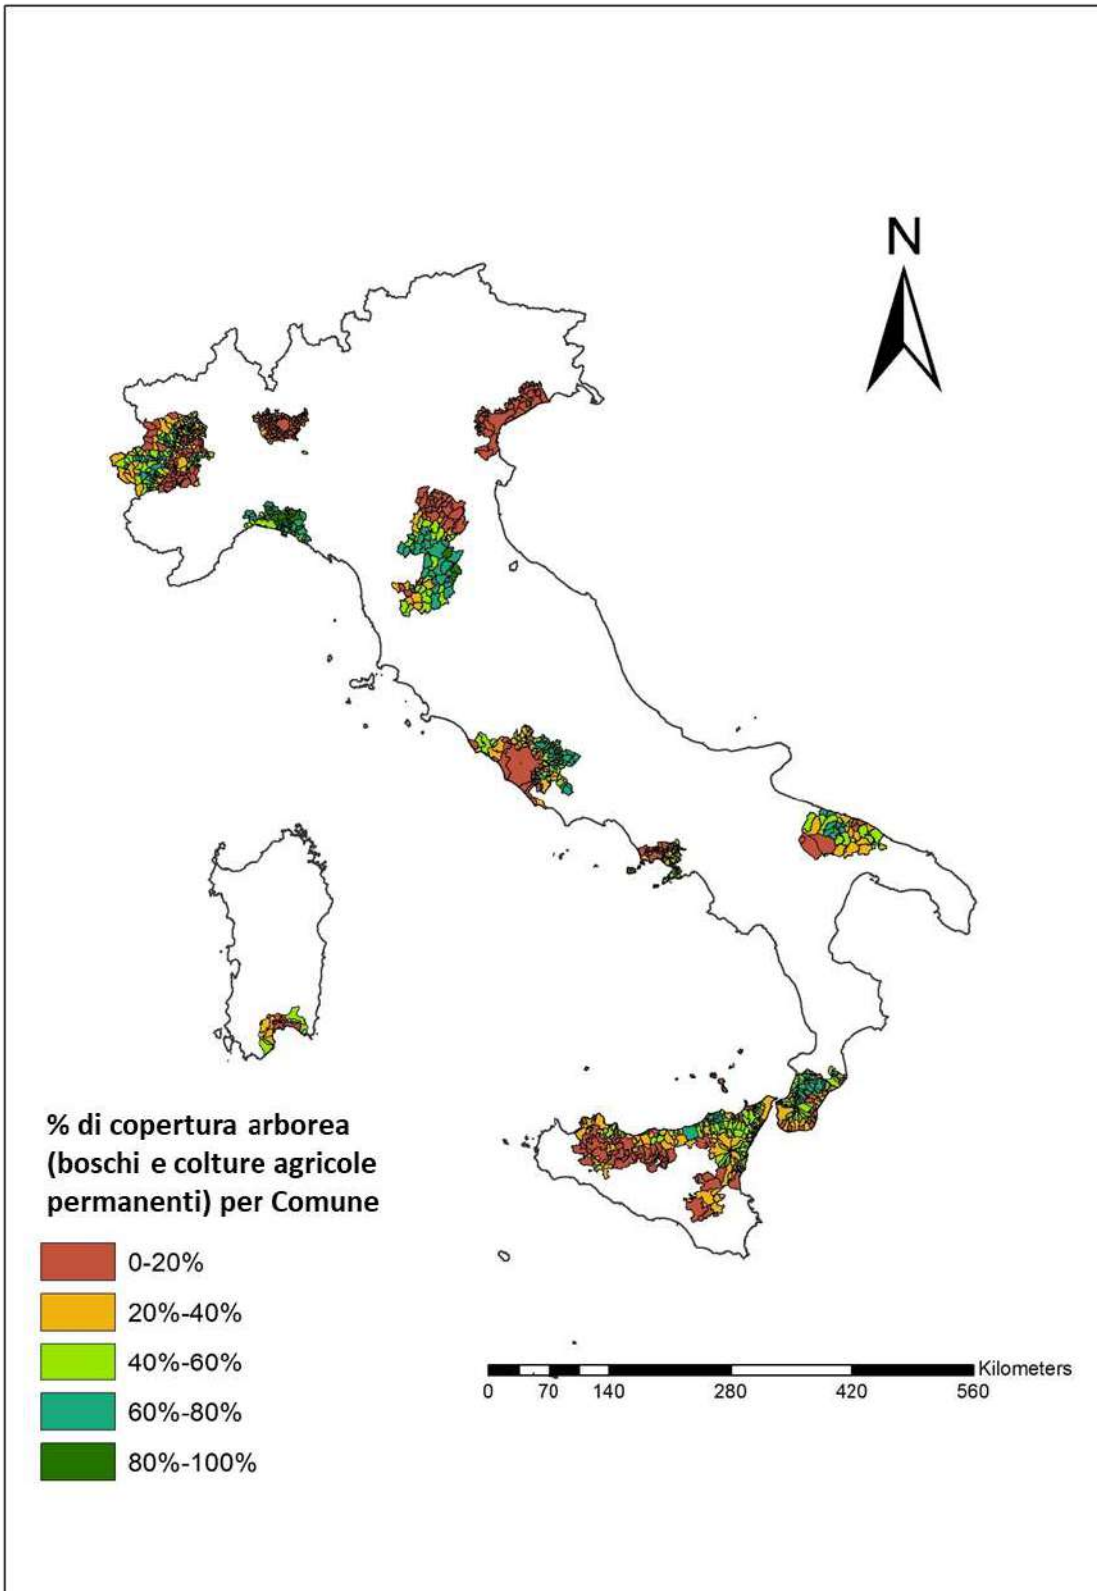 N
% di copertura arborea
(boschi e colture agricole
permanenti) per Comune
0-20%
20%-40%
40%-60%
60%-80%
80%-100%
Kilometers
0 70 140 280 420 560